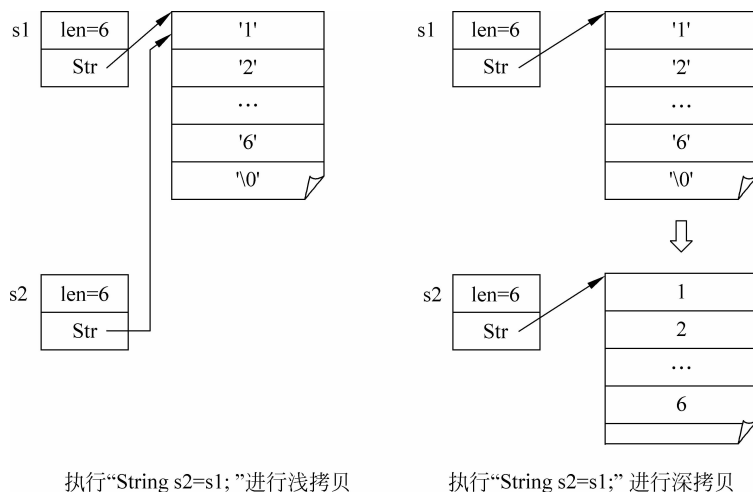 s1
len=6
Str
'1'
'2'
...
'6'
'\0'
s2
len=6
Str
执行“String s2=s1; ”进行浅拷贝
s1
len=6
Str
'1'
'2'
...
'6'
'\0'
s2
len=6
Str
1
2
...
6
执行“String s2=s1;” 进行深拷贝